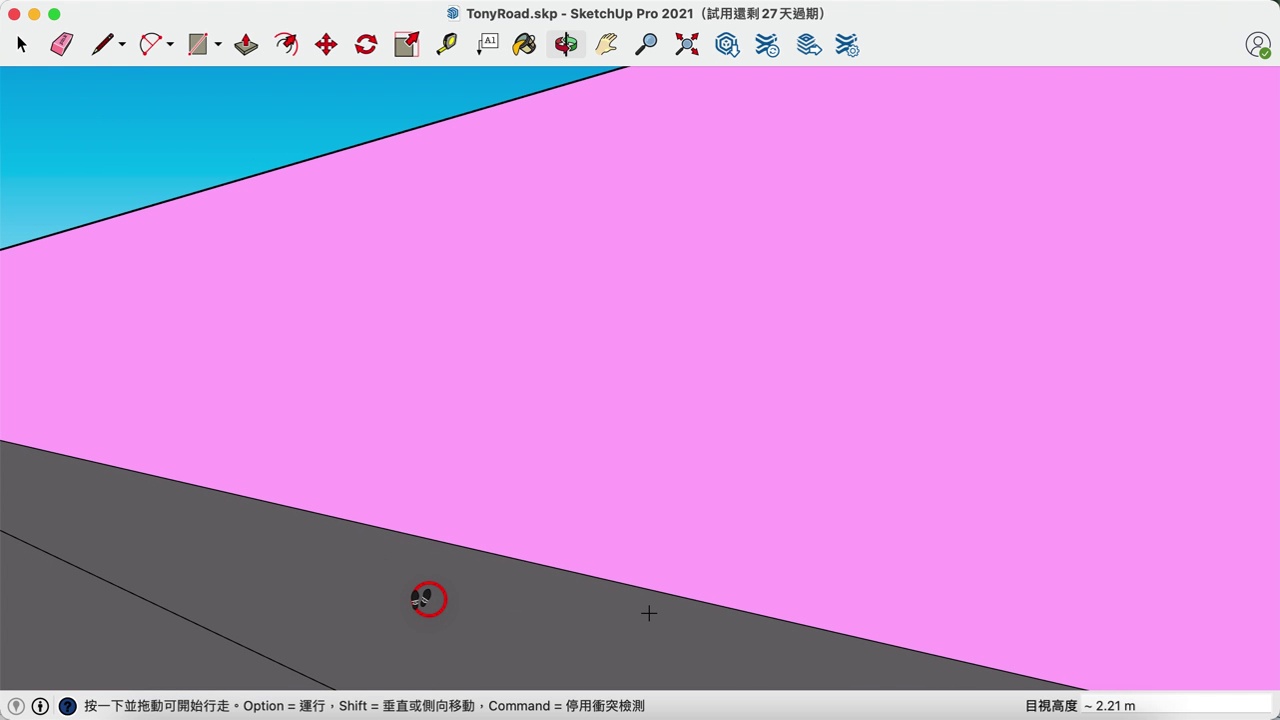 TonyRoad.skp - SketchUp Pro 2021（試用還剩 27 天過期）
A1
按一下並拖動可開始行走。Option = 運行，Shift = 垂直或側向移動，Command = 停用衝突檢測
目視高度 ~ 2.21 m